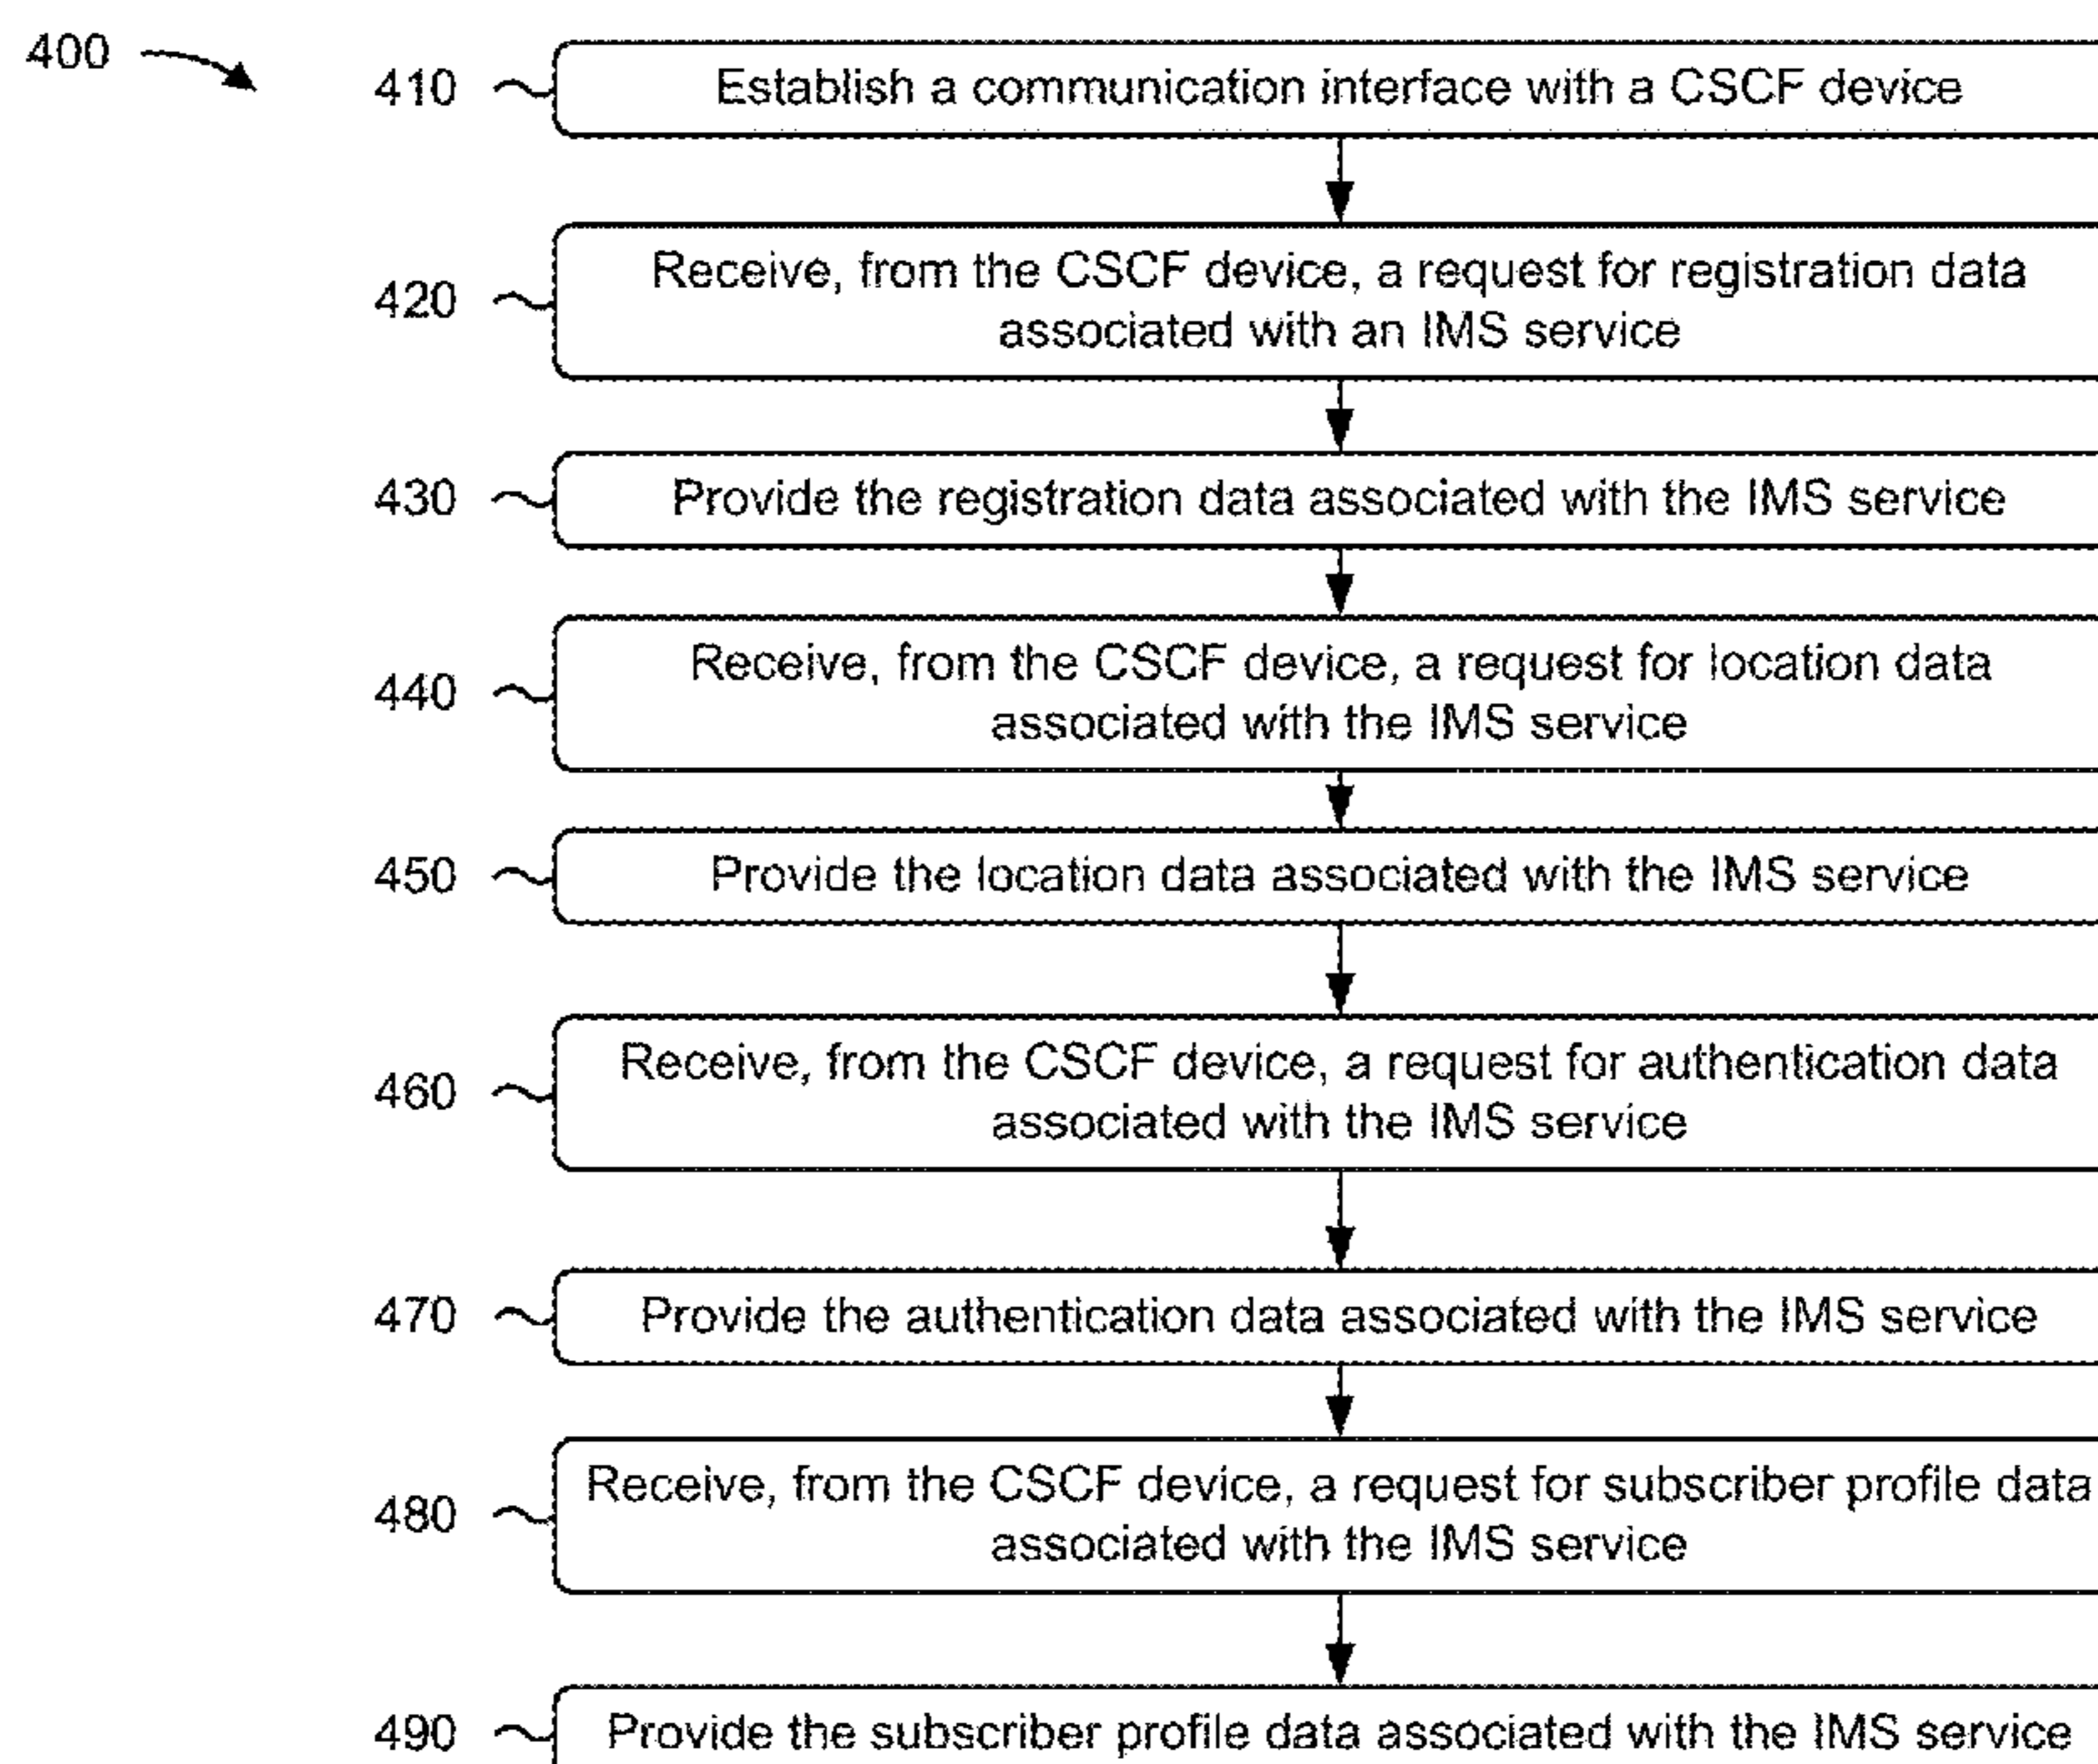 400
410 Establish a communication interface with a CSCF device
420 Receive, from the CSCF device, a request for registration data
associated with an IMS service
430 Provide the registration data associated with the IMS service
440 Receive, from the CSCF device, a request for location data
associated with the IMS service
450 Provide the location data associated with the IMS service
460 Receive, from the CSCF device, a request for authentication data
associated with the IMS service
470 Provide the authentication data associated with the IMS service
480 Receive, from the CSCF device, a request for subscriber profile data
associated with the IMS service
490 Provide the subscriber profile data associated with the IMS service